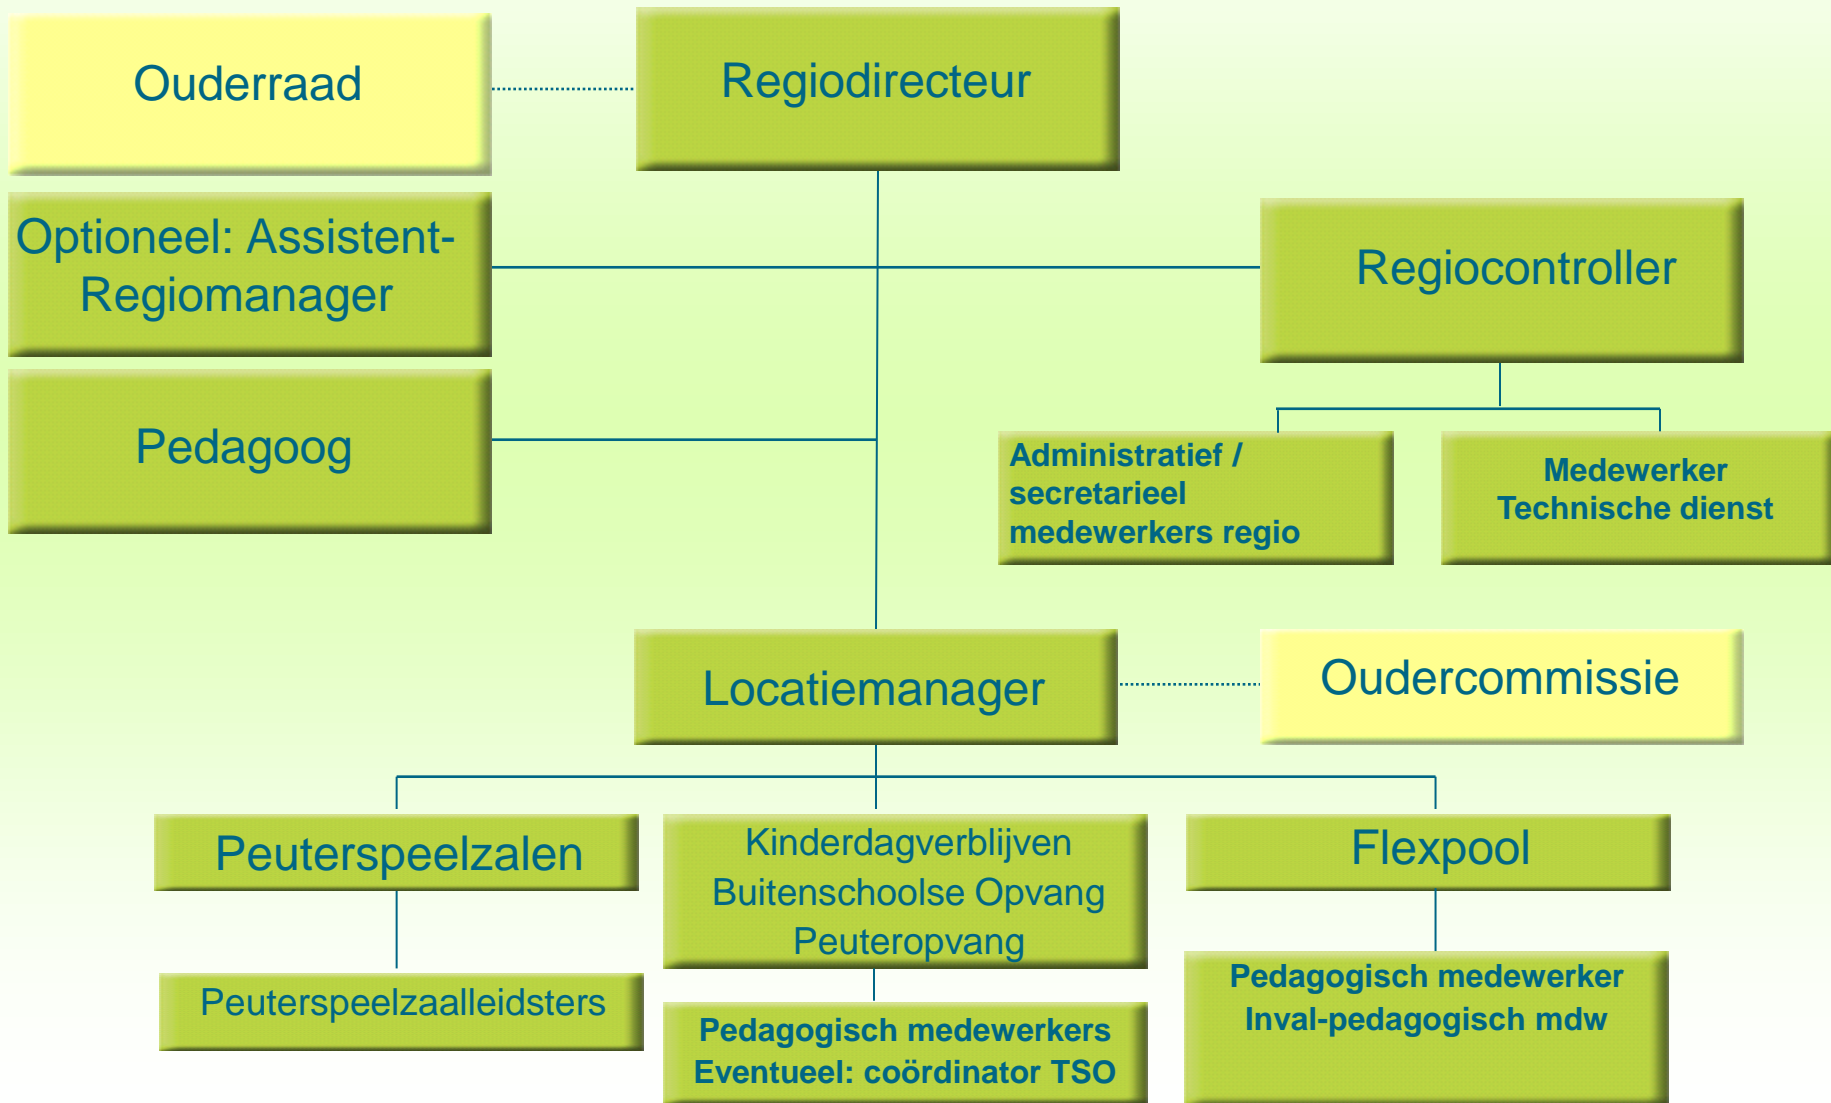 Ouderraad
Regiodirecteur
Optioneel: Assistent-
Regiomanager
Regiocontroller
Pedagoog
Administratief /
secretarieel
medewerkers regio
Medewerker
Technische dienst
Locatiemanager
Oudercommissie
Peuterspeelzalen
Kinderdagverblijven
Buitenschoolse Opvang
Peuteropvang
Flexpool
Peuterspeelzaalleidsters
Pedagogisch medewerkers
Eventueel: coördinator TSO
Pedagogisch medewerker
Inval-pedagogisch mdw